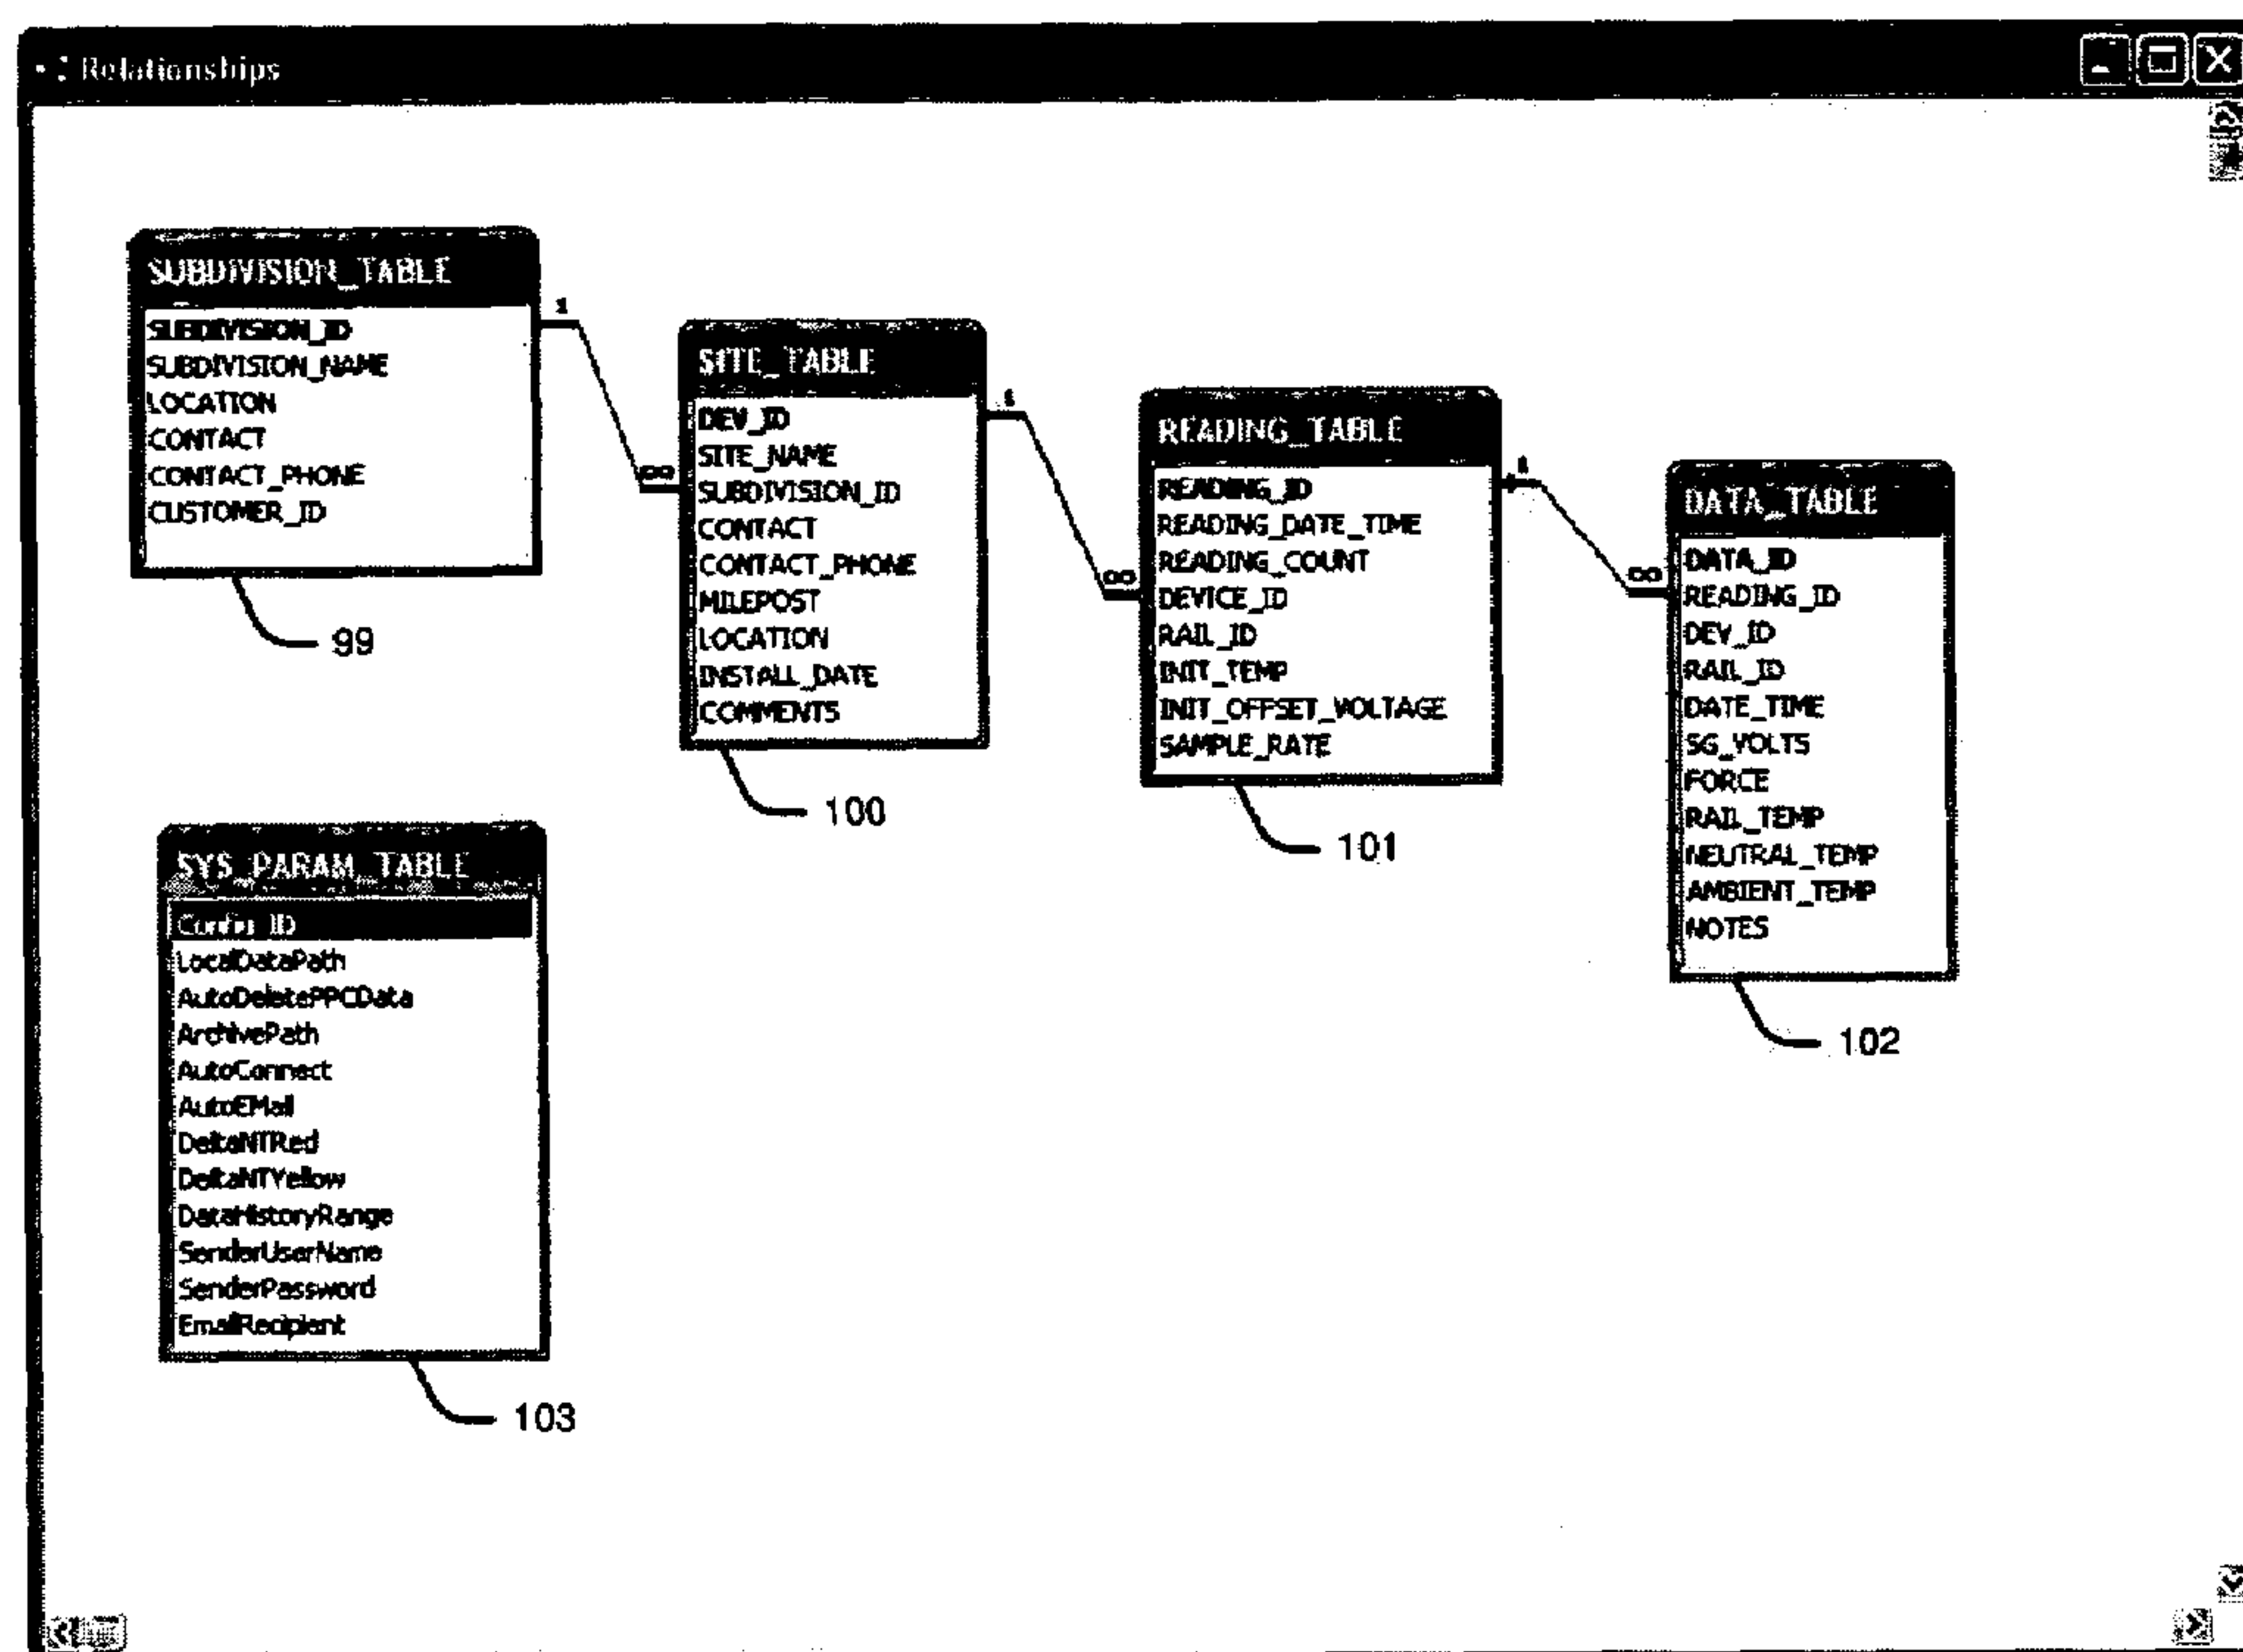 Relationships
SUBDIVISION_TABLE
SUBDIVISION_ID
SUBDIVISION_NAME
LOCATION
CONTACT
CONTACT_PHONE
CUSTOMER_ID
99
1
∞
SITE_TABLE
DEV_ID
SITE_NAME
SUBDIVISION_ID
CONTACT
CONTACT_PHONE
MILEPOST
LOCATION
INSTALL_DATE
COMMENTS
100
1
∞
READING_TABLE
READING_ID
READING_DATE_TIME
READING_COUNT
DEVICE_ID
RAIL_ID
INIT_TEMP
INIT_OFFSET_VOLTAGE
SAMPLE_RATE
101
1
∞
DATA_TABLE
DATA_ID
READING_ID
DEV_ID
RAIL_ID
DATE_TIME
SG_VOLTS
FORCE
RAIL_TEMP
NEUTRAL_TEMP
AMBIENT_TEMP
NOTES
102
SYS_PARAM_TABLE
Config_ID
LocalDataPath
AutoDeletePPCData
ArchivePath
AutoConnect
AutoEMail
DeltaNTRed
DeltaNTYellow
DataHistoryRange
SenderUserName
SenderPassword
EmailRecipient
103